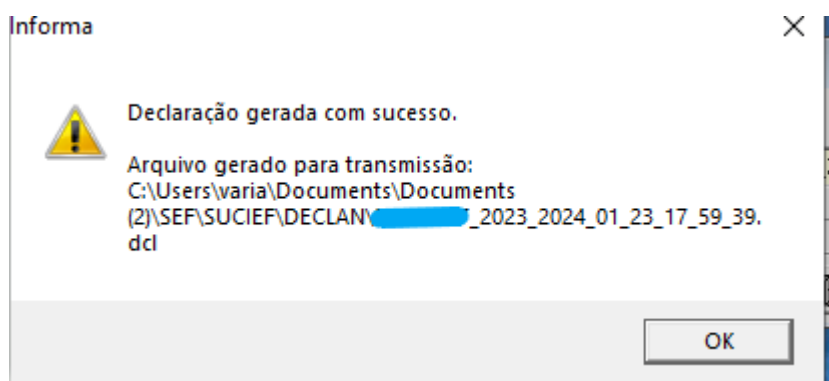 Informa
Declaração gerada com sucesso.
Arquivo gerado para transmissão:
C:\Users\varia\Documents\Documents
(2)\SEF\SUCIEF\DECLAN\_2023_2024_01_23_17_59_39.
dcl
OK